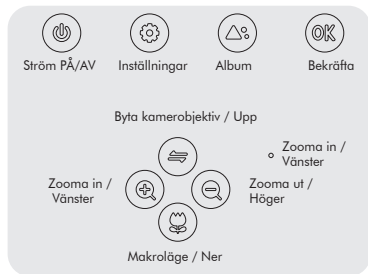 OK
Ström PÅ/AV Inställningar Album Bekräfta
Byta kamerobjektiv / Upp
Zooma in /
Vänster
Zooma in /
Vänster
Zooma ut /
Höger
Makroläge / Ner